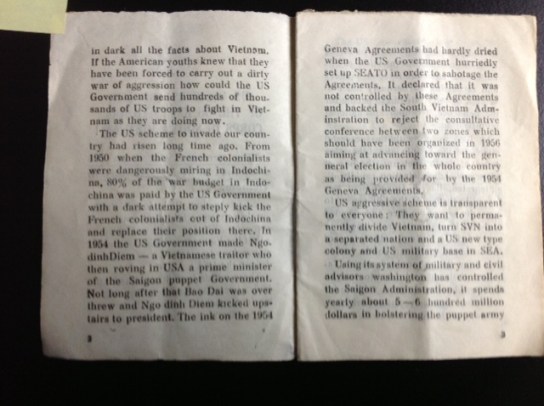 in dark all the facts about Vietnam.
If the American youths knew that they
have been forced to carry out a dirty
war of aggression how could the US
Government send hundreds of thou-
sands of US troops to fight in Viet-
nam as they are doing now.
The US scheme to invade our coun-
try had risen long time ago. From
1950 when the French colonialists
were dangerously miring in Indochi-
na, 80% of the war budget in Indo-
china was paid by the US Government
with a dark attempt to steply kick the
French colonialists out of Indochina
and replace their position there. In
1954 the US Government made Ngo-
dinhDiem — a Vietnamese traitor who
then roving in USA a prime minister
of the Saigon puppet Government.
Not long after that Bao Dai was over
threw and Ngo dinh Diem kicked ups-
tairs to president. The ink on the 1954
Geneva Agreements had hardly dried
when the US Government hurriedly
set up SEATO in order to sabotage the
Agreements. It declared that it was
not controlled by these Agreements
and backed the South Vietnam Adm-
instration to reject the consultative
conference between two zones which
should have been organized in 1956
aiming at advancing toward the gen-
neral election in the whole country
as being provided for by the 1954
Geneva Agreements.
US aggressive scheme is transparent
to everyone: They want to perma-
nently divide Vietnam, turn SVN into
a separated nation and a US new type
colony and US military base in SEA.
Using its system of military and civil
advisors washington has controlled
the Saigon Administration, it spends
yearly about 5 — 6 hundred million
dollars in bolstering the puppet army